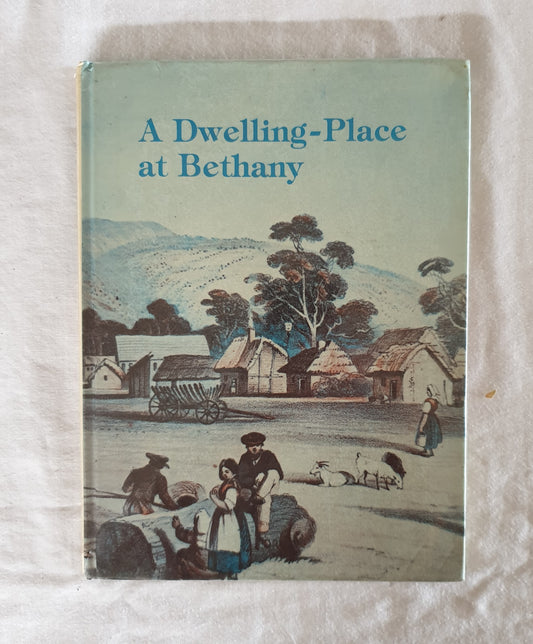 A Dwelling-Place
at Bethany